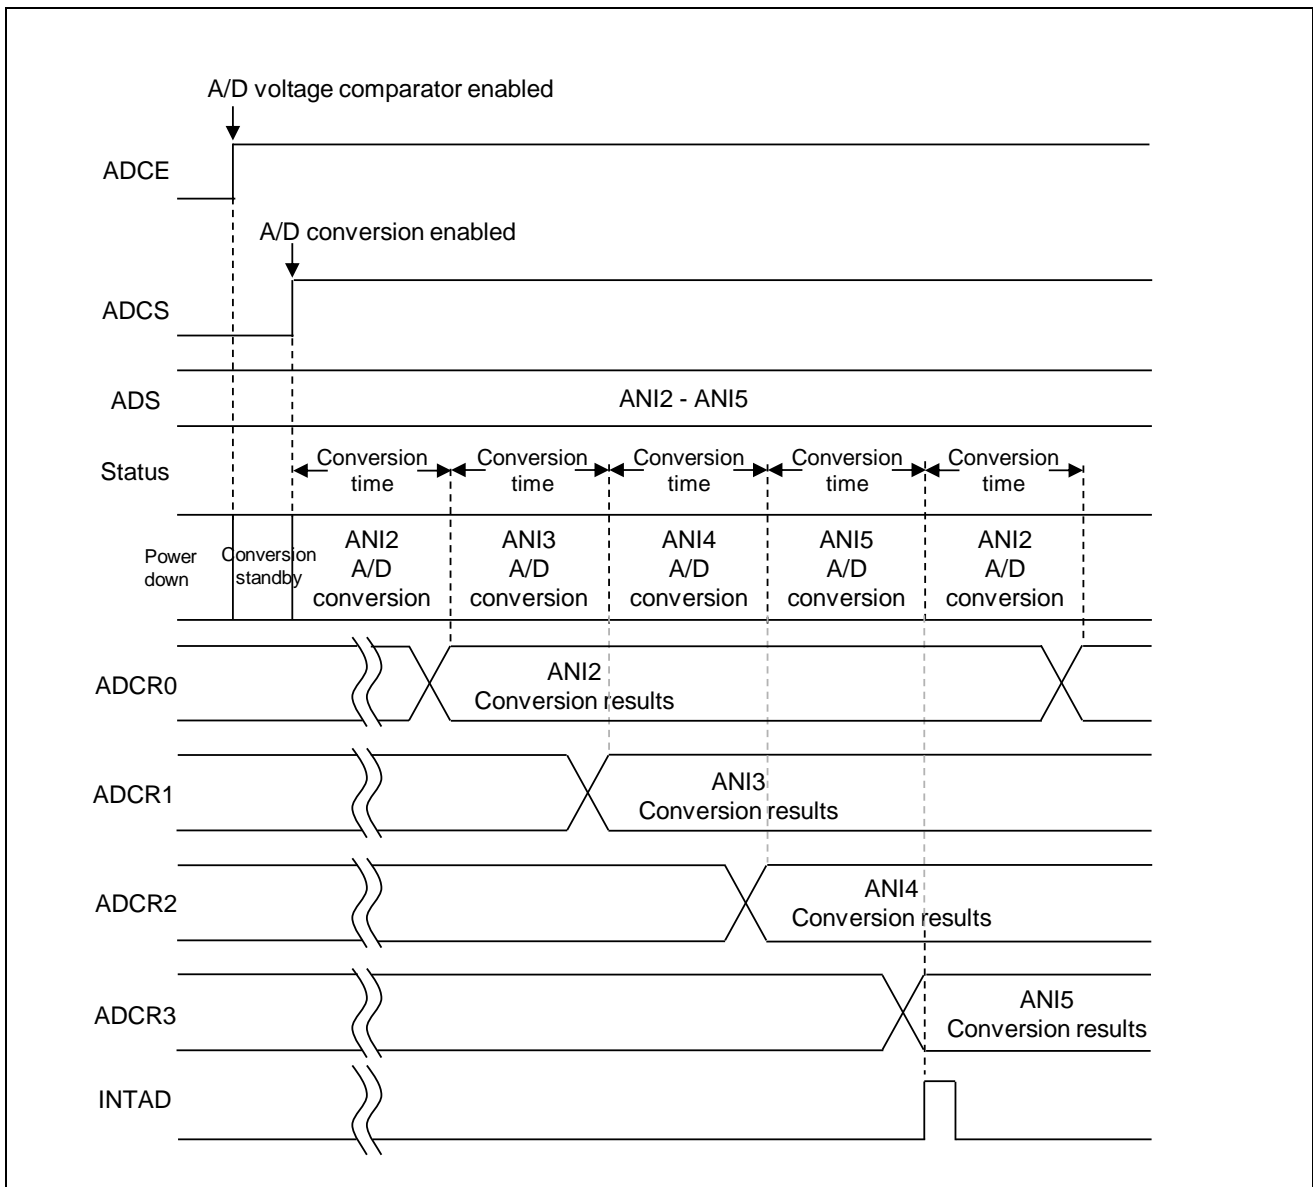 A/D voltage comparator enabled
ADCE
A/D conversion enabled
ADCS
ADS
ANI2 - ANI5
Status
Conversion
time
Conversion
time
Conversion
time
Conversion
time
Conversion
time
Power
down
Conversion
standby
ANI2
A/D
conversion
ANI3
A/D
conversion
ANI4
A/D
conversion
ANI5
A/D
conversion
ANI2
A/D
conversion
ADCR0
ANI2
Conversion results
ADCR1
ANI3
Conversion results
ADCR2
ANI4
Conversion results
ADCR3
ANI5
Conversion results
INTAD